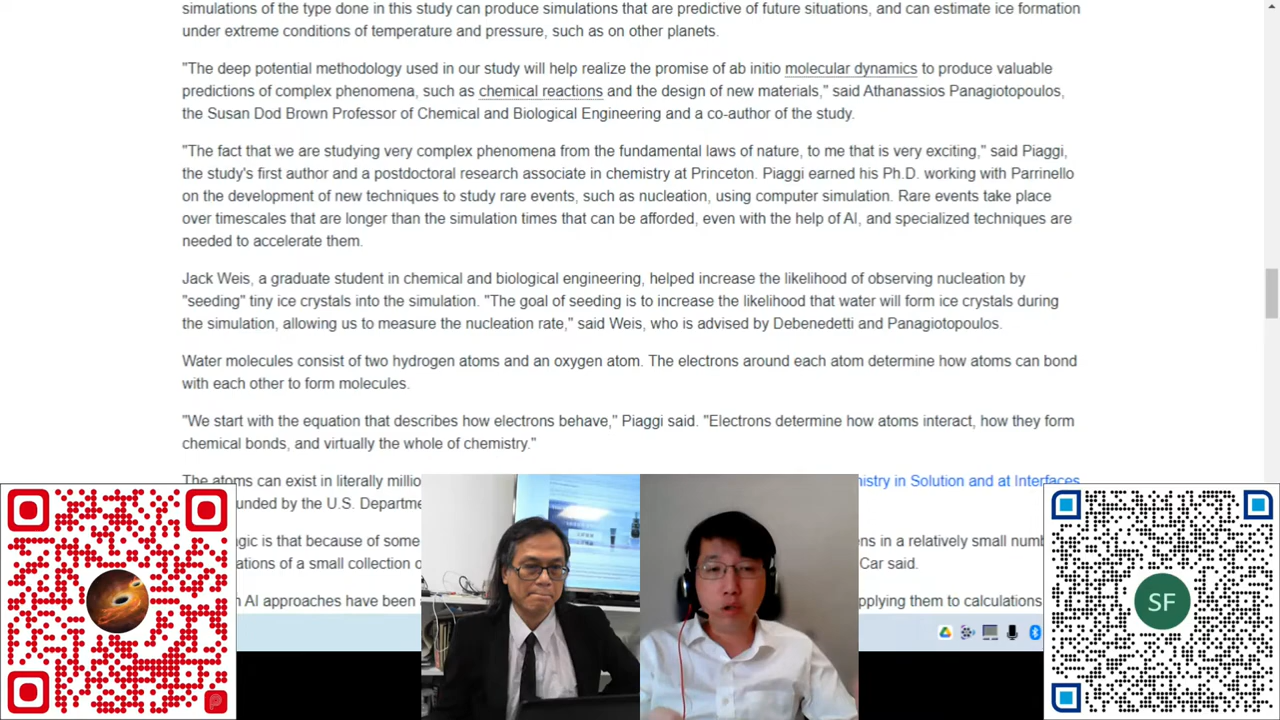 simulations of the type done in this study can produce simulations that are predictive of future situations, and can estimate ice formation
under extreme conditions of temperature and pressure, such as on other planets.
"The deep potential methodology used in our study will help realize the promise of ab initio molecular dynamics to produce valuable
predictions of complex phenomena, such as chemical reactions and the design of new materials," said Athanassios Panagiotopoulos,
the Susan Dod Brown Professor of Chemical and Biological Engineering and a co-author of the study.
"The fact that we are studying very complex phenomena from the fundamental laws of nature, to me that is very exciting," said Piaggi,
the study's first author and a postdoctoral research associate in chemistry at Princeton. Piaggi earned his Ph.D. working with Parrinello
on the development of new techniques to study rare events, such as nucleation, using computer simulation. Rare events take place
over timescales that are longer than the simulation times that can be afforded, even with the help of AI, and specialized techniques are
needed to accelerate them.
Jack Weis, a graduate student in chemical and biological engineering, helped increase the likelihood of observing nucleation by
"seeding" tiny ice crystals into the simulation. "The goal of seeding is to increase the likelihood that water will form ice crystals during
the simulation, allowing us to measure the nucleation rate," said Weis, who is advised by Debenedetti and Panagiotopoulos.
Water molecules consist of two hydrogen atoms and an oxygen atom. The electrons around each atom determine how atoms can bond
with each other to form molecules.
"We start with the equation that describes how electrons behave," Piaggi said. "Electrons determine how atoms interact, how they form
chemical bonds, and virtually the whole of chemistry."
The atoms can exist in literally in Solution and at Interfaces
by the U.S.
is that because of in a relatively small
of a small collection Car said.
AI approaches have been them to calculations
SF